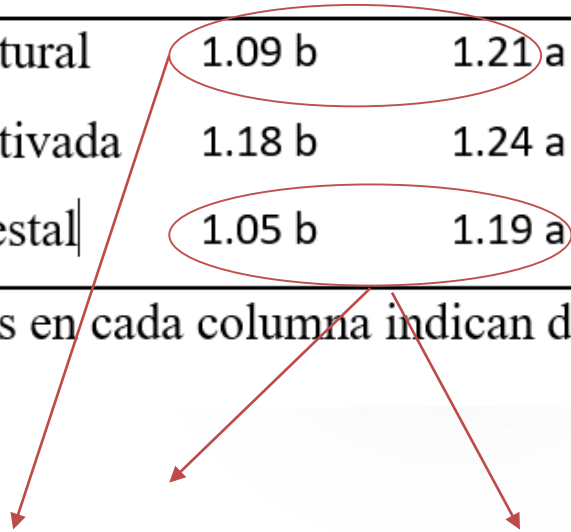 tural 1.09 b 1.21 a
tivada 1.18 b 1.24 a
estal 1.05 b 1.19 a
s en cada columna indican d